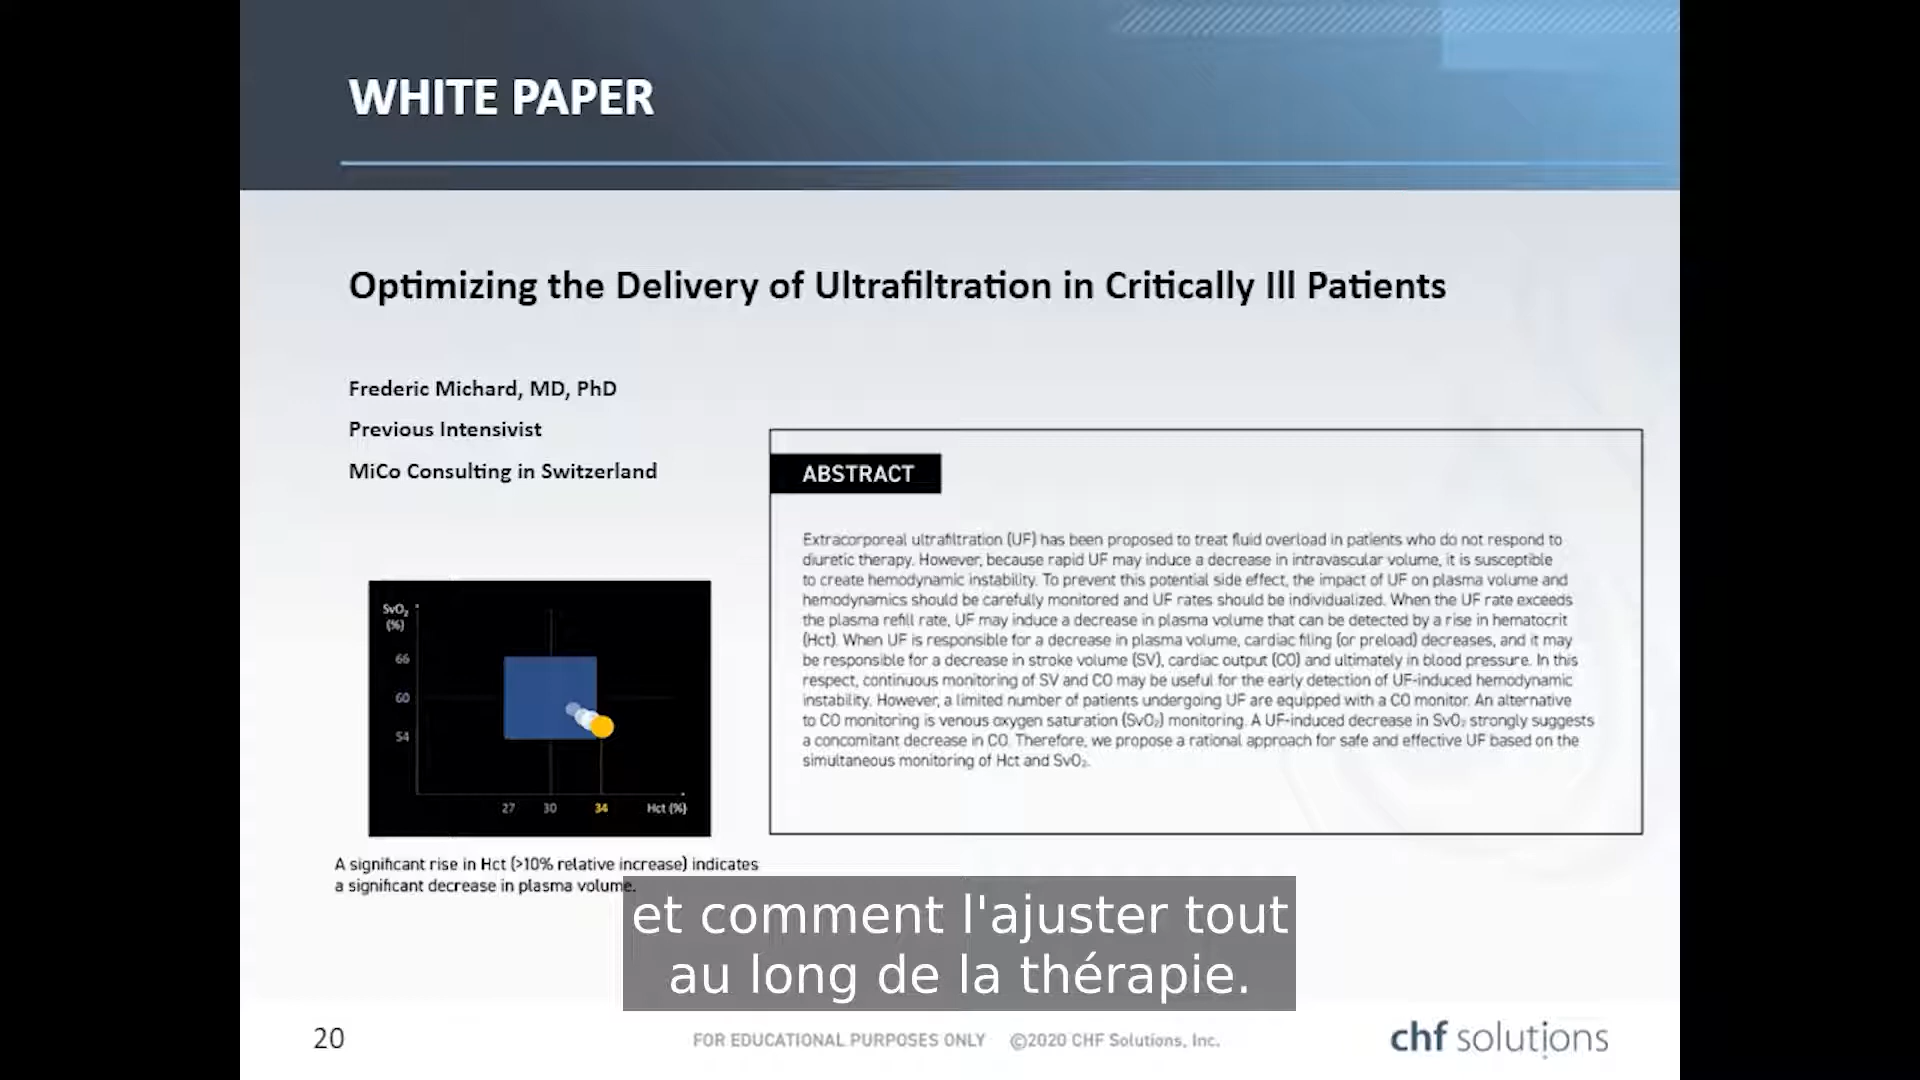 WHITE PAPER
Optimizing the Delivery of Ultrafiltration in Critically Ill Patients
Frederic Michard, MD, PhD
Previous Intensivist
MiCo Consulting in Switzerland
ABSTRACT
Extracorporeal ultrafiltration (UF) has been proposed to treat fluid overload in patients who do not respond to
diuretic therapy. However, because rapid UF may induce a decrease in intravascular volume, it is susceptible
to create hemodynamic instability. To prevent this potential side effect, the impact of UF on plasma volume and
hemodynamics should be carefully monitored and UF rates should be individualized. When the UF rate exceeds
the plasma refill rate, UF may induce a decrease in plasma volume that can be detected by a rise in hematocrit
(Hct). When UF is responsible for a decrease in plasma volume, cardiac filing (or preload) decreases, and it may
be responsible for a decrease in stroke volume (SV), cardiac output (CO) and ultimately in blood pressure. In this
respect, continuous monitoring of SV and CO may be useful for the early detection of UF-induced hemodynamic
instability. However, a limited number of patients undergoing UF are equipped with a CO monitor. An alternative
to CO monitoring is venous oxygen saturation (SvO₂) monitoring. A UF-induced decrease in SvO₂ strongly suggests
a concomitant decrease in CO. Therefore, we propose a rational approach for safe and effective UF based on the
simultaneous monitoring of Hct and SvO₂.
SvO₂
(%)
66
60
54
27 30 34 Hct (%)
A significant rise in Hct (>10% relative increase) indicates
a significant decrease in plasma volume.
et comment l'ajuster tout
au long de la thérapie.
20
FOR EDUCATIONAL PURPOSES ONLY ©2020 CHF Solutions, Inc.
chf solutions